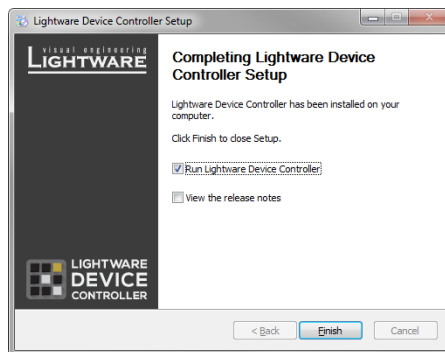 Lightware Device Controller Setup
visual engineering
LIGHTWARE
Completing Lightware Device
Controller Setup
Lightware Device Controller has been installed on your
computer.
Click Finish to close Setup.
Run Lightware Device Controller
View the release notes
LIGHTWARE
DEVICE
CONTROLLER
< Back
Finish
Cancel